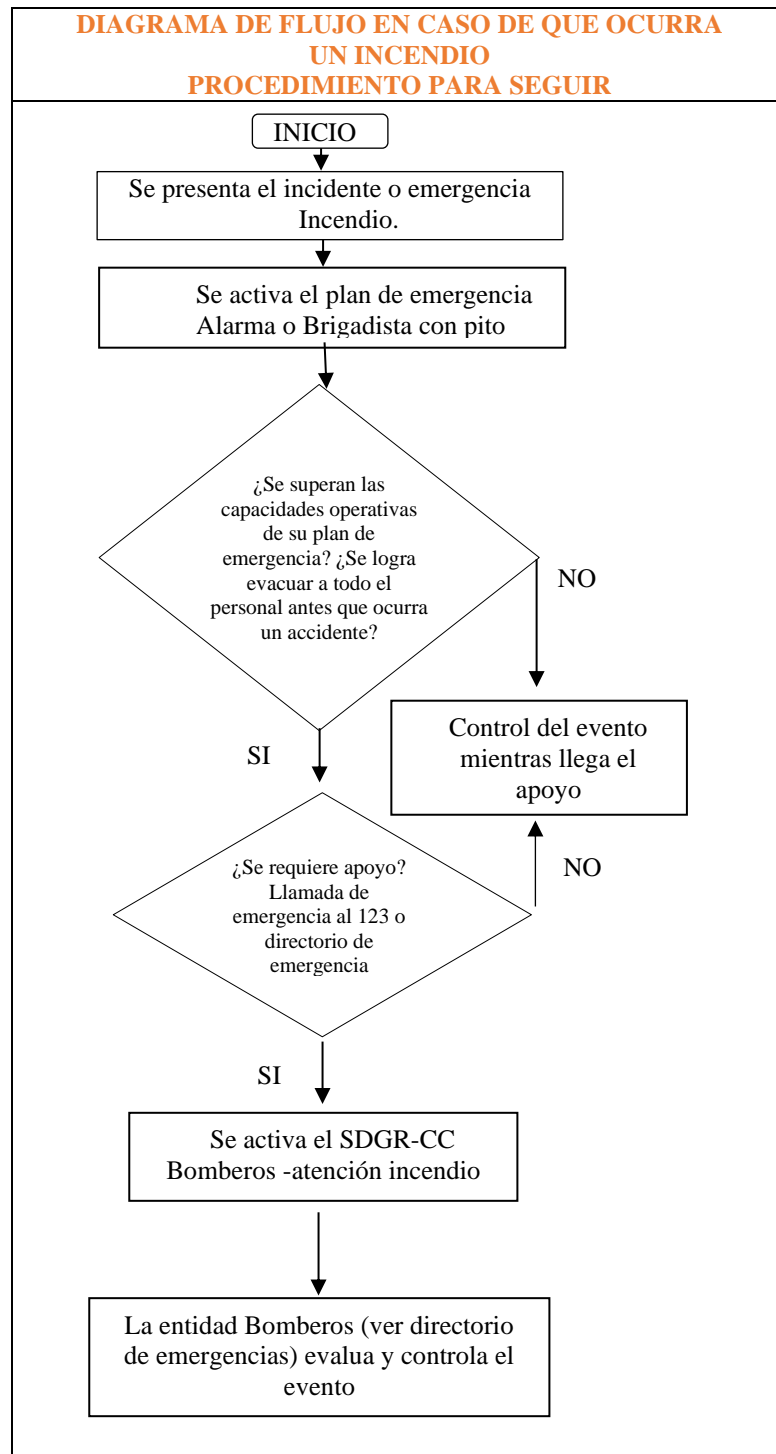 DIAGRAMA DE FLUJO EN CASO DE QUE OCURRA
UN INCENDIO
PROCEDIMIENTO PARA SEGUIR
INICIO
Se presenta el incidente o emergencia
Incendio.
Se activa el plan de emergencia
Alarma o Brigadista con pito
¿Se superan las
capacidades operativas
de su plan de
emergencia? ¿Se logra
evacuar a todo el
personal antes que ocurra
un accidente?
NO
Control del evento
mientras llega el
apoyo
SI
¿Se requiere apoyo?
Llamada de
emergencia al 123 o
directorio de
emergencia
NO
SI
Se activa el SDGR-CC
Bomberos -atención incendio
La entidad Bomberos (ver directorio
de emergencias) evalua y controla el
evento